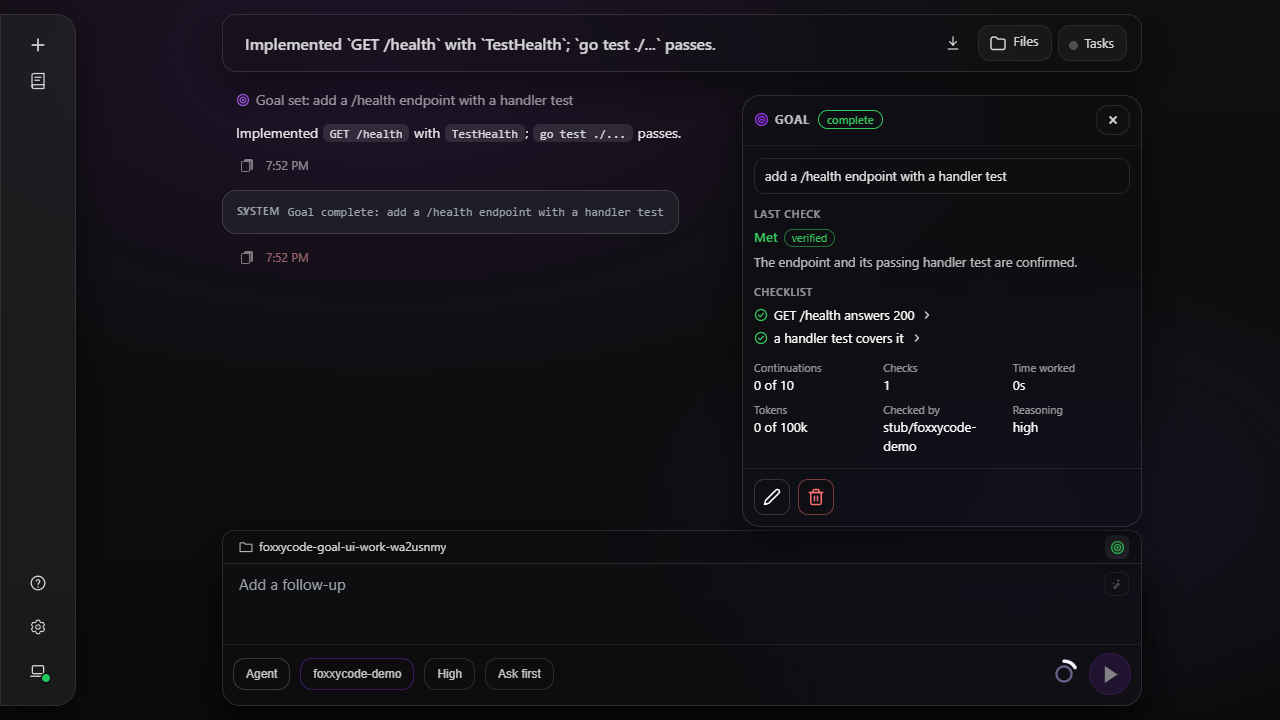 Implemented `GET /health` with `TestHealth`; `go test ./...` passes.
Files
Tasks
Goal set: add a /health endpoint with a handler test
Implemented GET /health with TestHealth; go test ./... passes.
7:52 PM
SYSTEM Goal complete: add a /health endpoint with a handler test
7:52 PM
GOAL complete
add a /health endpoint with a handler test
LAST CHECK
Met verified
The endpoint and its passing handler test are confirmed.
CHECKLIST
GET /health answers 200
a handler test covers it
Continuations Checks Time worked
0 of 10 1 0s
Tokens Checked by Reasoning
0 of 100k stub/foxxycode- high
demo
foxxycode-goal-ui-work-wa2usnmy
Add a follow-up
Agent foxxycode-demo High Ask first